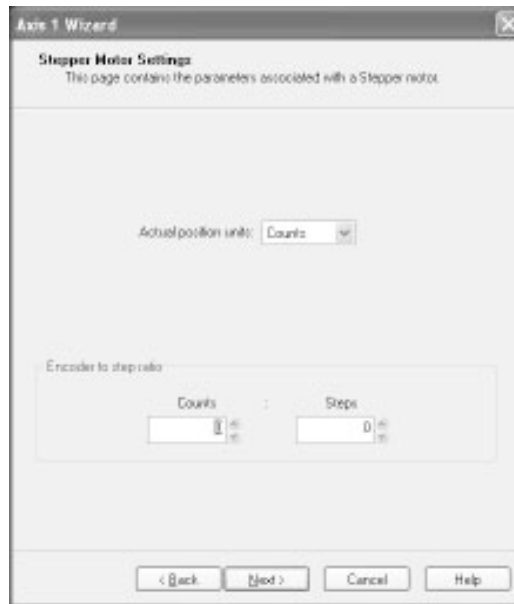 Axis 1 Wizard
Stepper Motor Settings
This page contains the parameters associated with a Stepper motor.
Actual position units: Counts
Encoder to step ratio
Counts : Steps
0 0
< Back Next > Cancel Help